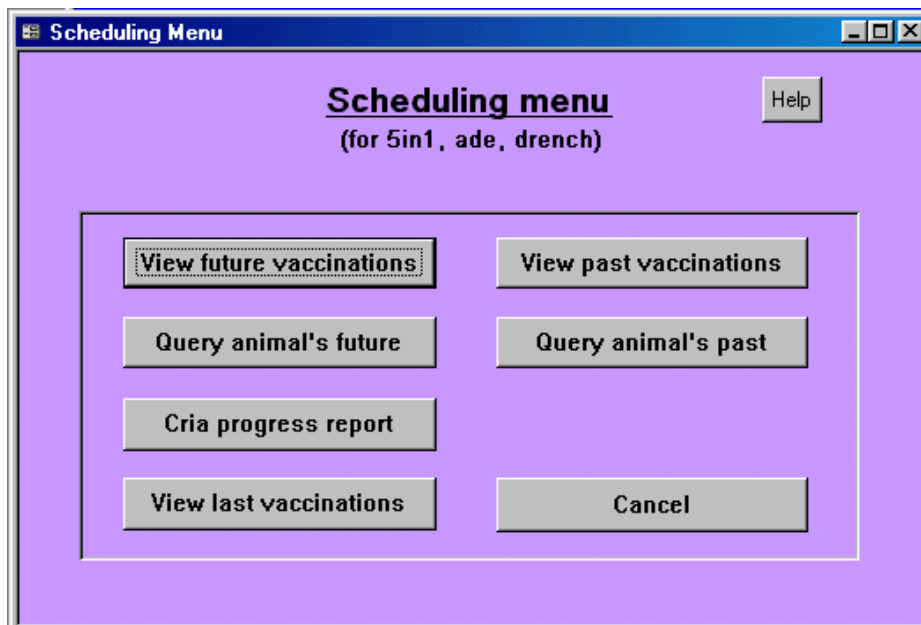 Scheduling Menu
Scheduling menu
Help
(for 5in1, ade, drench)
View future vaccinations
View past vaccinations
Query animal's future
Query animal's past
Cria progress report
View last vaccinations
Cancel